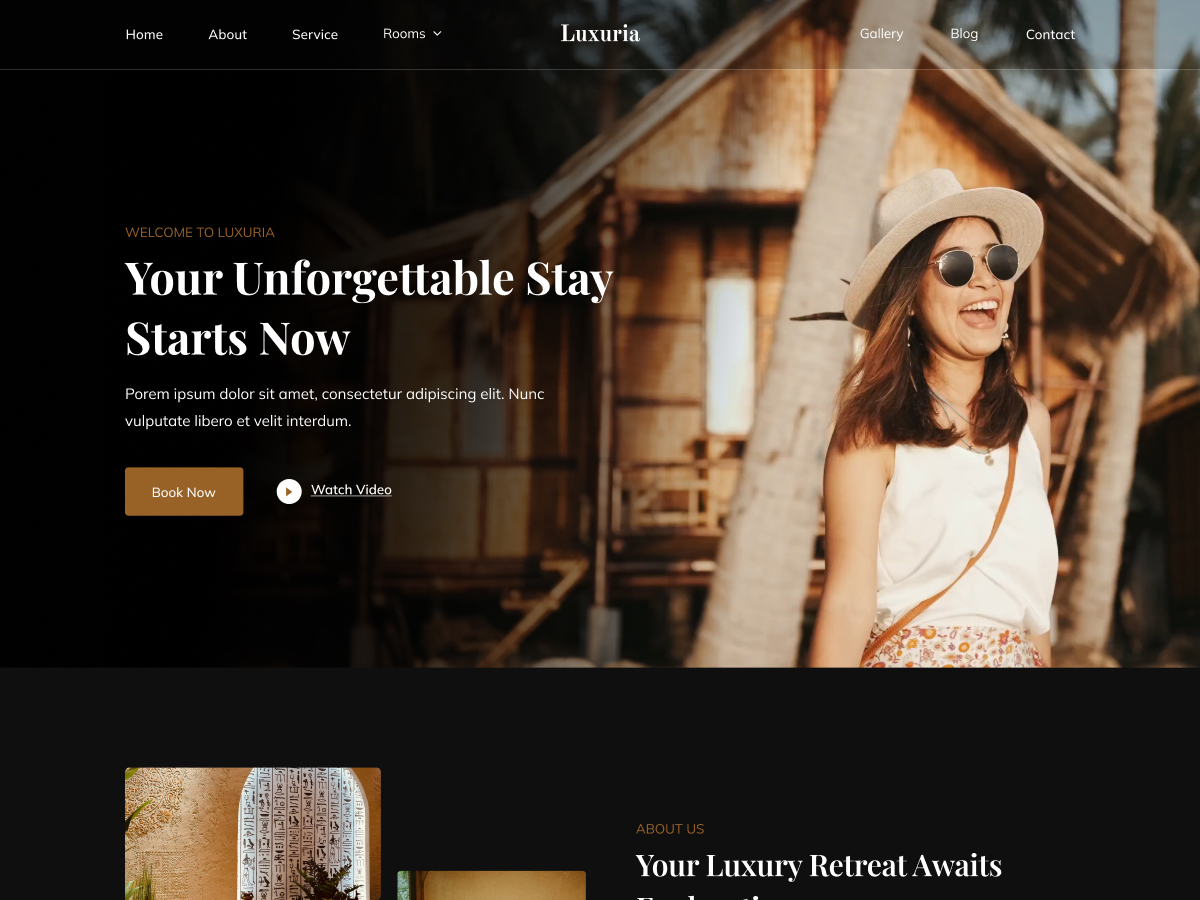 Home About Service Rooms Luxuria Gallery Blog Contact
WELCOME TO LUXURIA
Your Unforgettable Stay
Starts Now
Porem ipsum dolor sit amet, consectetur adipiscing elit. Nunc
vulputate libero et velit interdum.
Book Now Watch Video
ABOUT US
Your Luxury Retreat Awaits